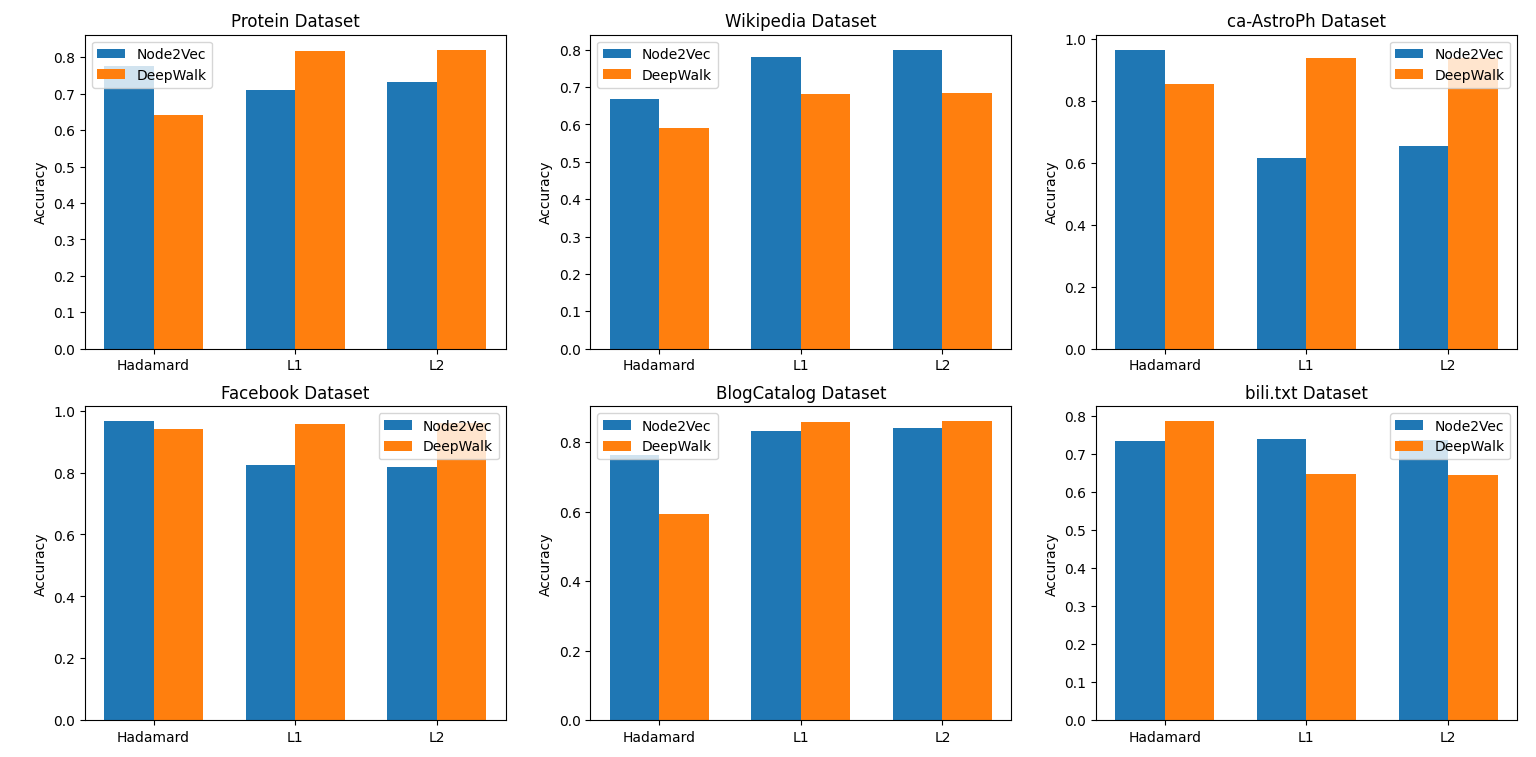 Protein Dataset
Accuracy
0.8
0.7
0.6
0.5
0.4
0.3
0.2
0.1
0.0
Node2Vec
DeepWalk
Hadamard L1 L2
Wikipedia Dataset
Accuracy
0.8
0.7
0.6
0.5
0.4
0.3
0.2
0.1
0.0
Node2Vec
DeepWalk
Hadamard L1 L2
ca-AstroPh Dataset
Accuracy
1.0
0.8
0.6
0.4
0.2
0.0
Node2Vec
DeepWalk
Hadamard L1 L2
Facebook Dataset
Accuracy
1.0
0.8
0.6
0.4
0.2
0.0
Node2Vec
DeepWalk
Hadamard L1 L2
BlogCatalog Dataset
Accuracy
0.8
0.6
0.4
0.2
0.0
Node2Vec
DeepWalk
Hadamard L1 L2
bili.txt Dataset
Accuracy
0.8
0.7
0.6
0.5
0.4
0.3
0.2
0.1
0.0
Node2Vec
DeepWalk
Hadamard L1 L2